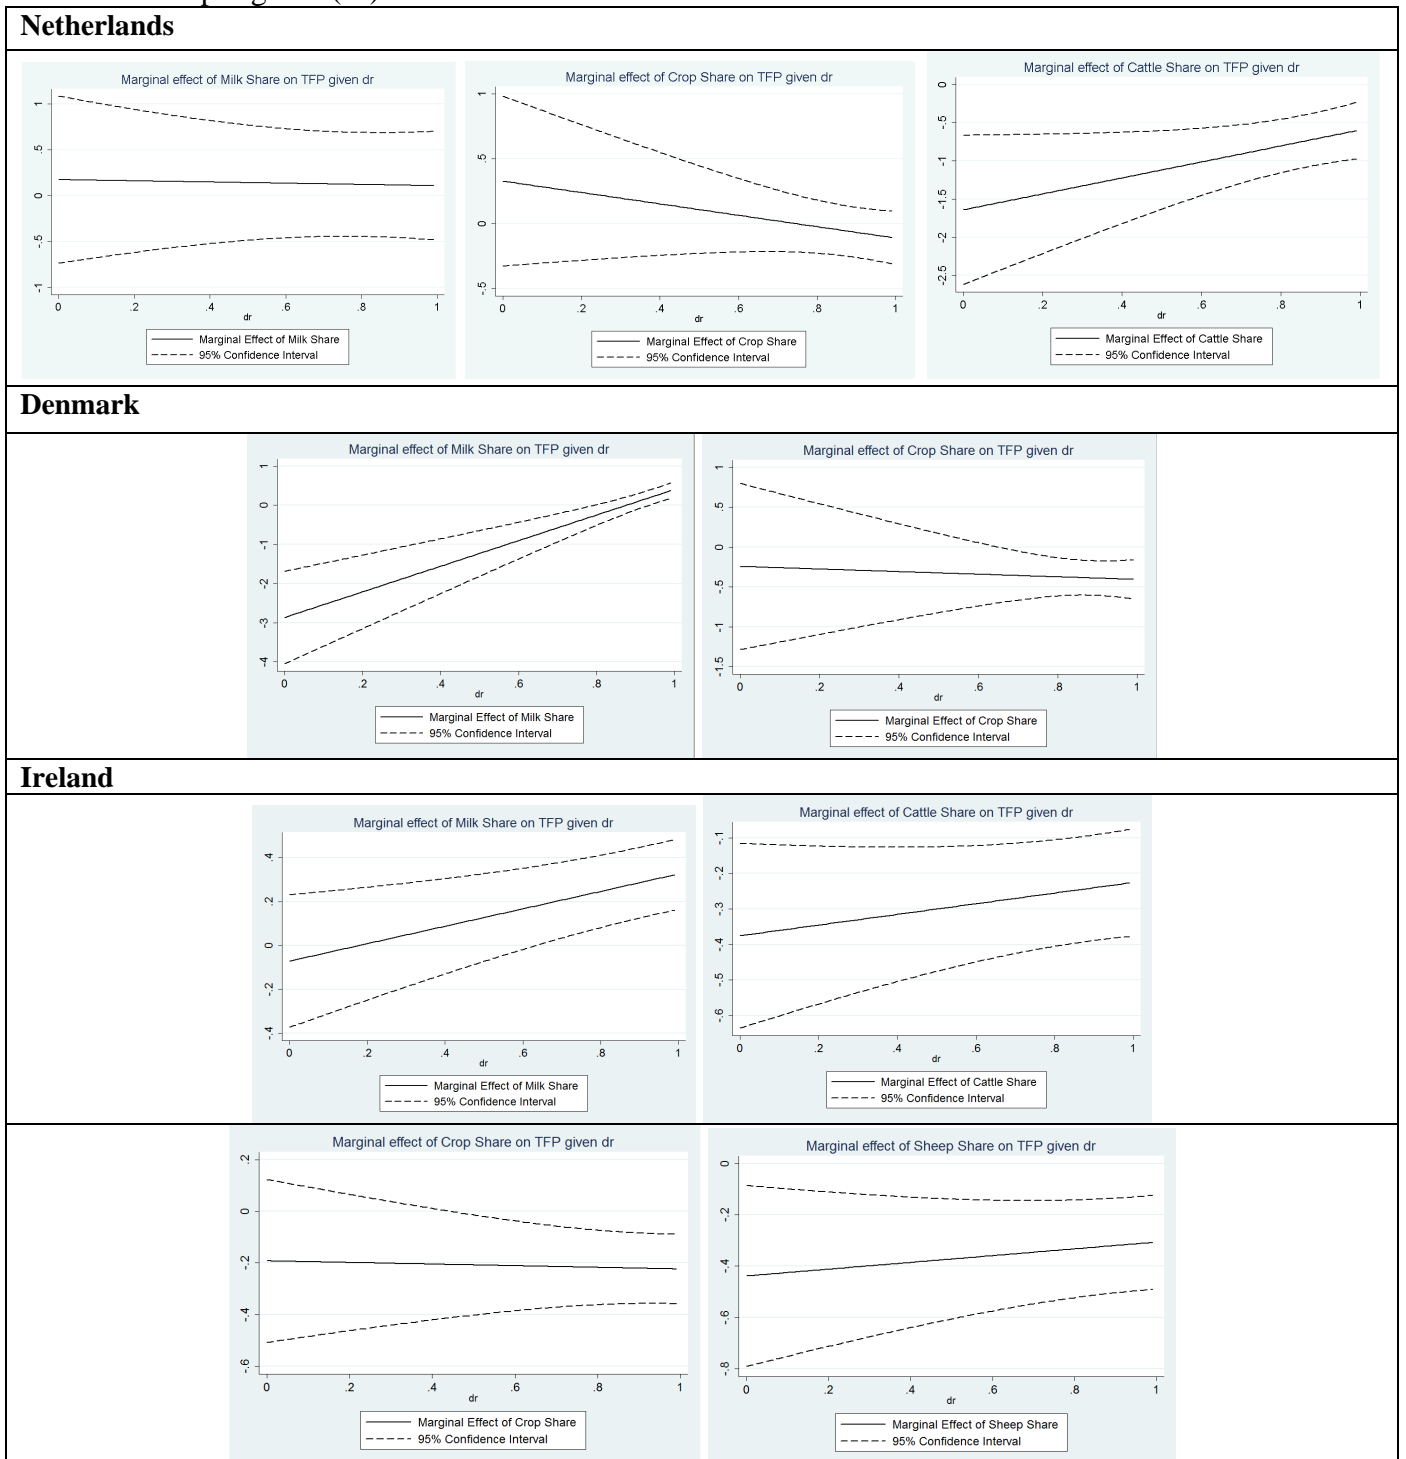 Netherlands
Marginal effect of Milk Share on TFP given dr
1
.5
0
-.5
-1
0 .2 .4 .6 .8 1
dr
Marginal Effect of Milk Share
95% Confidence Interval
Marginal effect of Crop Share on TFP given dr
1
.5
0
-.5
0 .2 .4 .6 .8 1
dr
Marginal Effect of Crop Share
95% Confidence Interval
Marginal effect of Cattle Share on TFP given dr
0
-.5
-1
-1.5
-2
-2.5
0 .2 .4 .6 .8 1
dr
Marginal Effect of Cattle Share
95% Confidence Interval
Denmark
Marginal effect of Milk Share on TFP given dr
1
0
-1
-2
-3
-4
0 .2 .4 .6 .8 1
dr
Marginal Effect of Milk Share
95% Confidence Interval
Marginal effect of Crop Share on TFP given dr
1
.5
0
-.5
-1
-1.5
0 .2 .4 .6 .8 1
dr
Marginal Effect of Crop Share
95% Confidence Interval
Ireland
Marginal effect of Milk Share on TFP given dr
.4
.2
0
-.2
-.4
0 .2 .4 .6 .8 1
dr
Marginal Effect of Milk Share
95% Confidence Interval
Marginal effect of Cattle Share on TFP given dr
-.1
-.2
-.3
-.4
-.5
-.6
0 .2 .4 .6 .8 1
dr
Marginal Effect of Cattle Share
95% Confidence Interval
Marginal effect of Crop Share on TFP given dr
.2
0
-.2
-.4
-.6
0 .2 .4 .6 .8 1
dr
Marginal Effect of Crop Share
95% Confidence Interval
Marginal effect of Sheep Share on TFP given dr
0
-.2
-.4
-.6
-.8
0 .2 .4 .6 .8 1
dr
Marginal Effect of Sheep Share
95% Confidence Interval